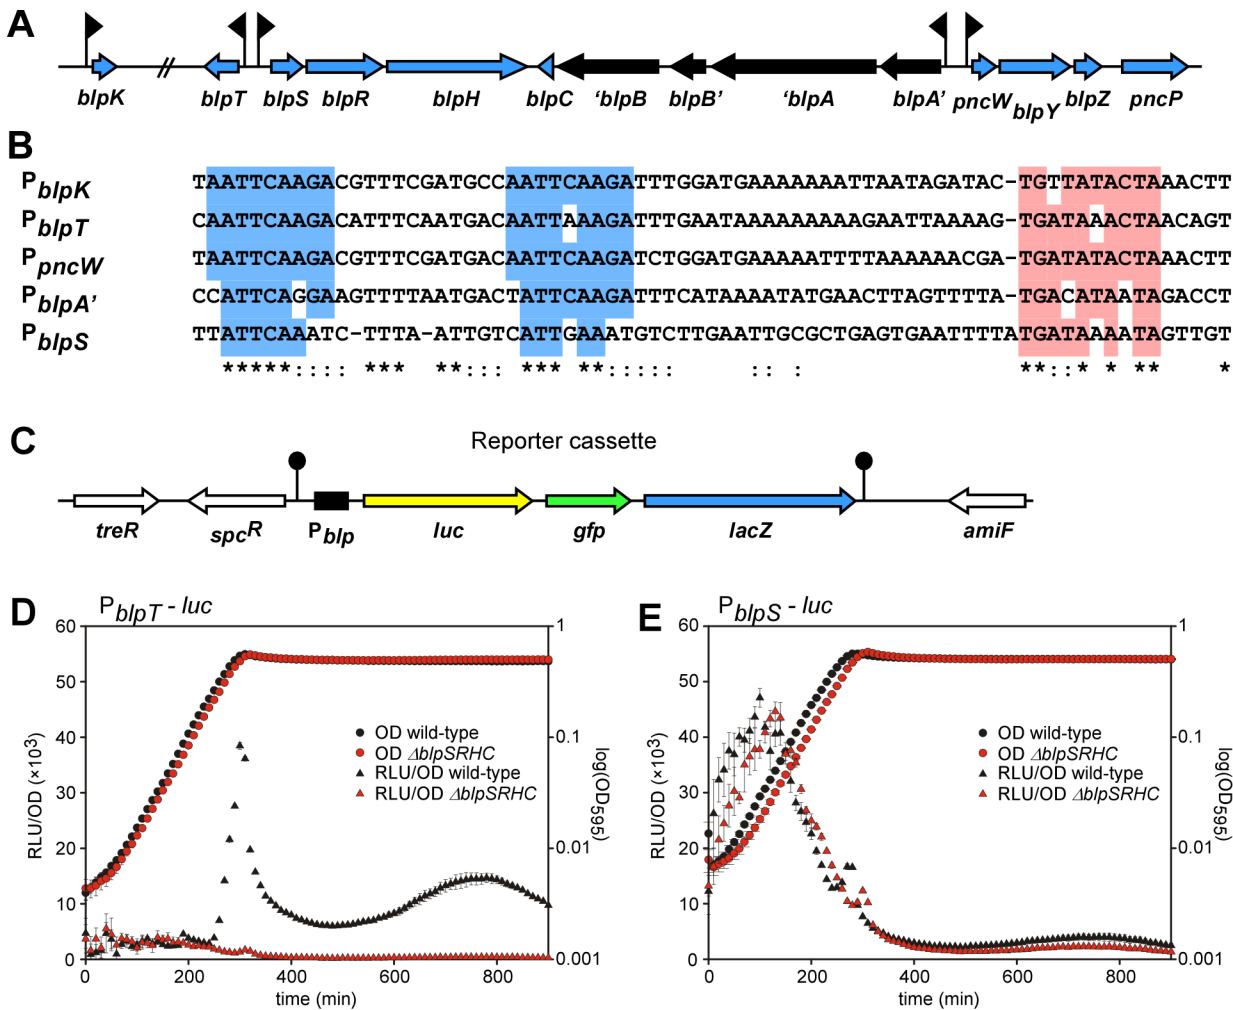 A
blpK blpT blpS blpR blpH blpC ‘blpB blpB’ ‘blpA blpA’ pncW blpY blpZ pncP
B
PblpK TAATTCAAGACGTTTCGATGCCAATTCAAGATTTGGATGAAAAAAATTAATAGATAC-TGTTATACTAAACTT
PblpT CAATTCAAGACATTTCAATGACAATTAAAGATTTGAATAAAAAAAAAGAATTAAAAG-TGATAAACTAACAGT
PpncW TAATTCAAGACGTTTCGATGACAATTCAAGATCTGGATGAAAAATTTTAAAAAACGA-TGATATACTAAACTT
PblpA’ CCATTCAGGAAGTTTTAATGACTATTCAAGATTTCATAAAATATGAACTTAGTTTTA-TGACATAATAGACCT
PblpS TTATTCAAATC-TTTA-ATTGTCATTGAAATGTCTTGAATTGCGCTGAGTGAATTTTATGATAAAATAGTTGT
*****:::: *** **::: *** **::::: :: : **::* * ** *
C
Reporter cassette
treR spcR Pblp luc gfp lacZ amiF
D
PblpT - luc
60
50
40
30
20
10
0
RLU/OD (×10³)
1
0.1
0.01
0.001
log(OD595)
OD wild-type
OD ΔblpSRHC
RLU/OD wild-type
RLU/OD ΔblpSRHC
0 200 400 600 800
time (min)
E
PblpS - luc
60
50
40
30
20
10
0
RLU/OD (×10³)
1
0.1
0.01
0.001
log(OD595)
OD wild-type
OD ΔblpSRHC
RLU/OD wild-type
RLU/OD ΔblpSRHC
0 200 400 600 800
time (min)